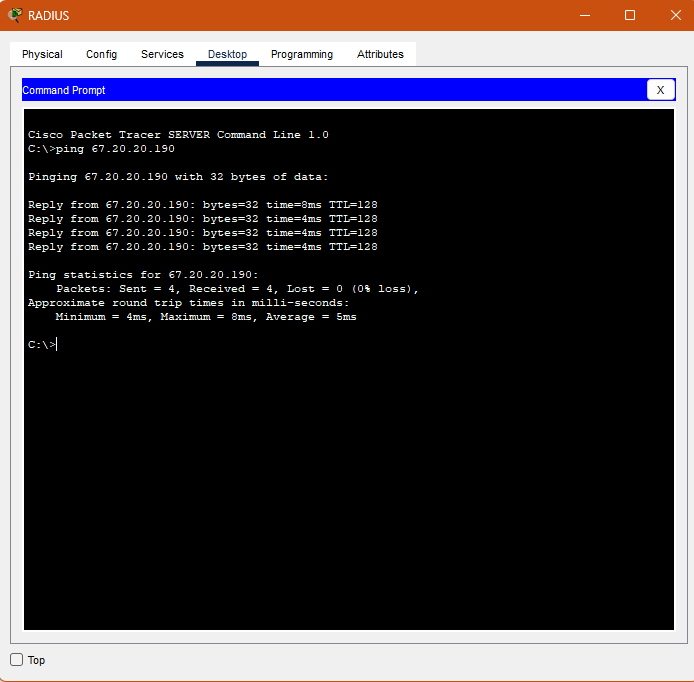 RADIUS
Physical Config Services Desktop Programming Attributes
Command Prompt X
Cisco Packet Tracer SERVER Command Line 1.0
C:\>ping 67.20.20.190
Pinging 67.20.20.190 with 32 bytes of data:
Reply from 67.20.20.190: bytes=32 time=8ms TTL=128
Reply from 67.20.20.190: bytes=32 time=4ms TTL=128
Reply from 67.20.20.190: bytes=32 time=4ms TTL=128
Reply from 67.20.20.190: bytes=32 time=4ms TTL=128
Ping statistics for 67.20.20.190:
    Packets: Sent = 4, Received = 4, Lost = 0 (0% loss),
Approximate round trip times in milli-seconds:
    Minimum = 4ms, Maximum = 8ms, Average = 5ms
C:\>
Top